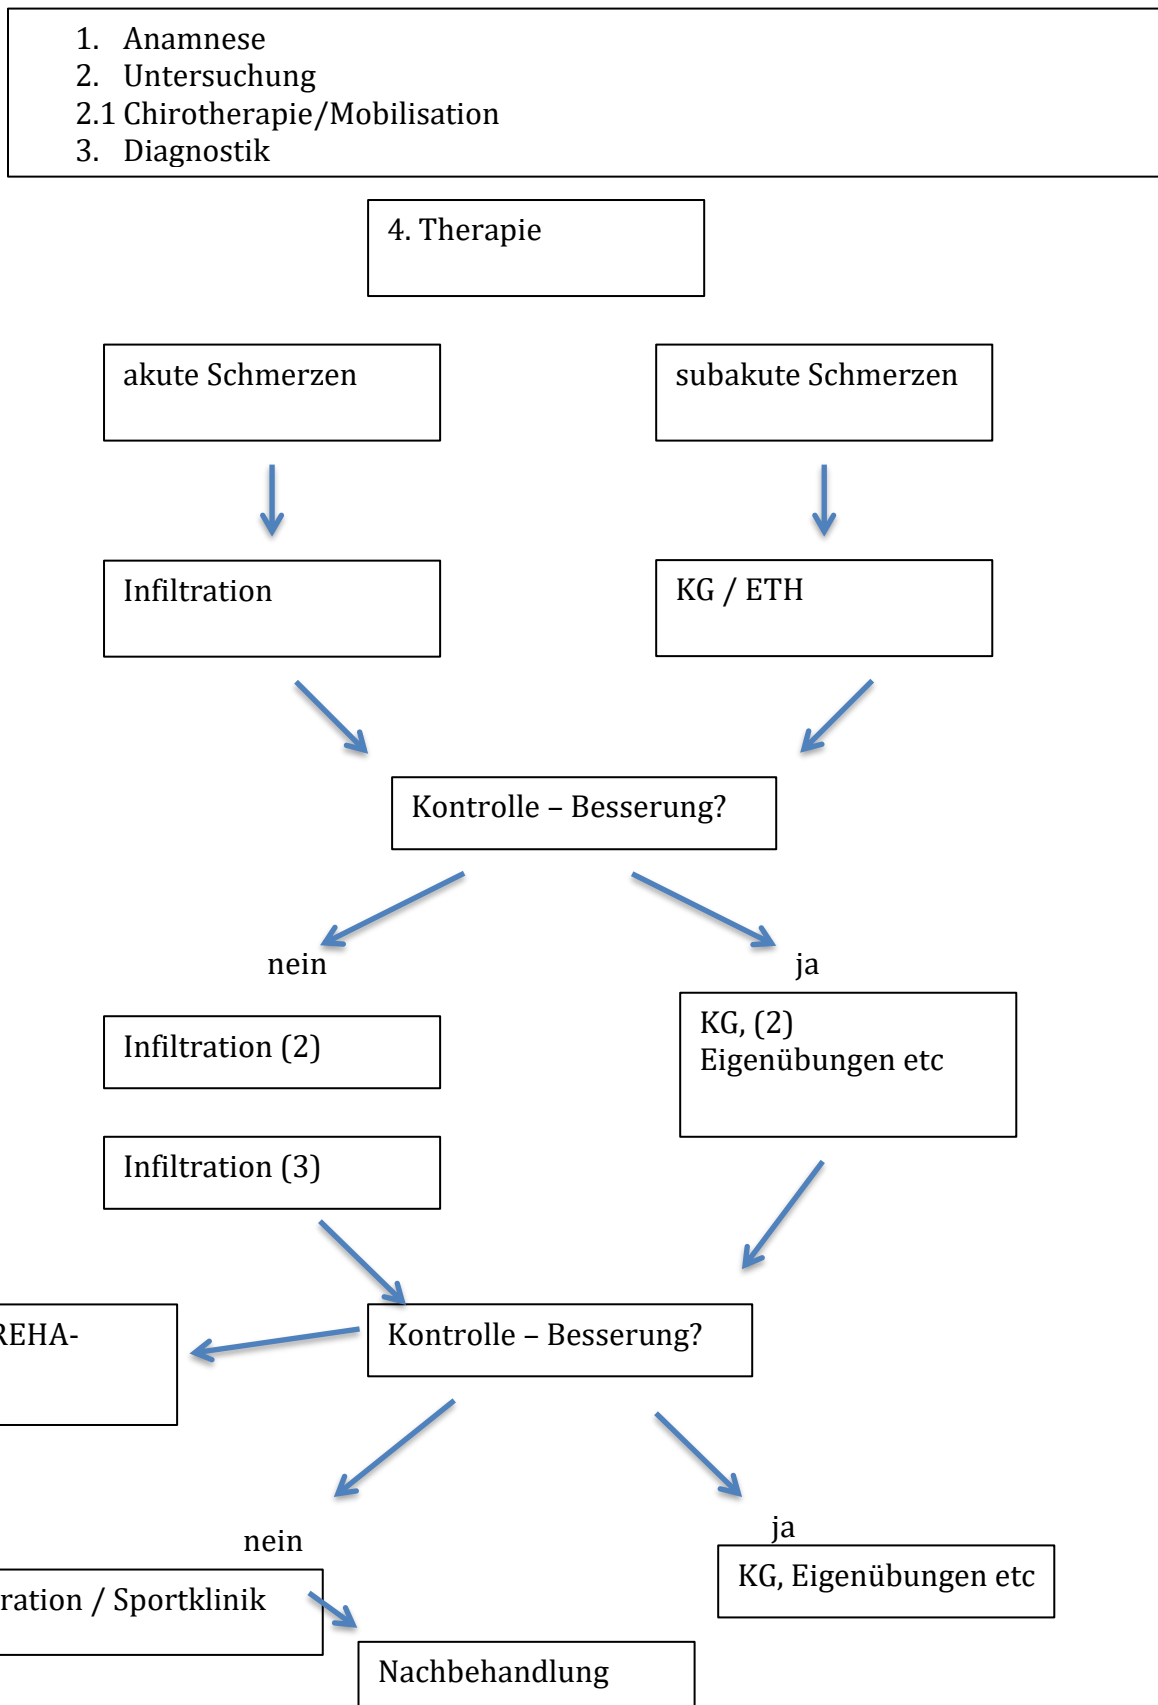 1. Anamnese
2. Untersuchung
2.1 Chirotherapie/Mobilisation
3. Diagnostik
4. Therapie
akute Schmerzen
subakute Schmerzen
Infiltration
KG / ETH
Kontrolle – Besserung?
nein
ja
Infiltration (2)
KG, (2)
Eigenübungen etc
Infiltration (3)
REHA-
Kontrolle – Besserung?
nein
ja
KG, Eigenübungen etc
ration / Sportklinik
Nachbehandlung